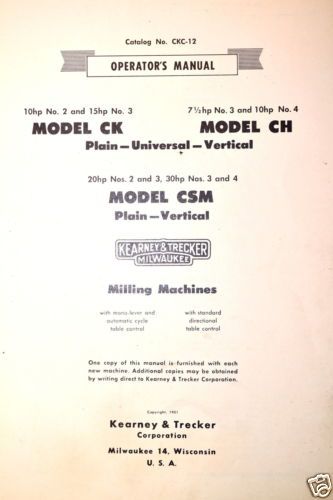 Catalog No. CKC-12
OPERATOR'S MANUAL
10hp No. 2 and 15hp No. 3
7½hp No. 3 and 10hp No. 4
MODEL CK
MODEL CH
Plain—Universal—Vertical
20hp Nos. 2 and 3, 30hp Nos. 3 and 4
MODEL CSM
Plain—Vertical
KEARNEY & TRECKER
MILWAUKEE
Milling Machines
with mono-lever and
automatic cycle
table control
with standard
directional
table control
One copy of this manual is furnished with each
new machine. Additional copies may be obtained
by writing direct to Kearney & Trecker Corporation.
Copyright, 1951
Kearney & Trecker
Corporation
Milwaukee 14, Wisconsin
U. S. A.
ebY